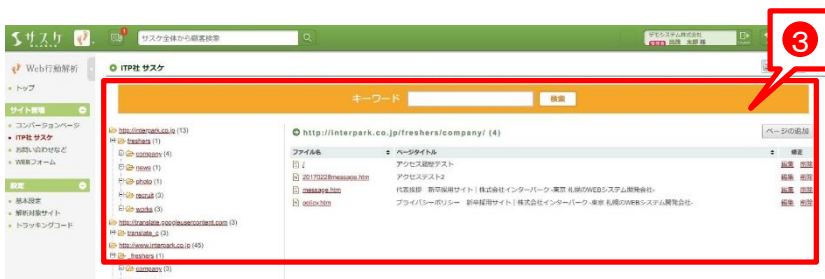 サスケ
サスケ全体から顧客検索
デモシステム株式会社
③
Web行動解析
ITP社 サスケ
トップ
キーワード
検索
サイト管理
コンバージョンページ
ITP社 サスケ
お問い合わせなど
WEBフォーム
設定
基本設定
解析対象サイト
トラッキングコード
http://interpark.co.jp (13)
freshers (1)
company (4)
news (1)
photo (1)
recruit (3)
works (3)
http://translate.googleusercontent.com (3)
translate_c (3)
http://www.interpark.co.jp (45)
_freshers (1)
company (3)
http://interpark.co.jp/freshers/company/ (4)
ページの追加
ファイル名 ページタイトル 修正
/ アクセス履歴テスト 編集 削除
20170228message.htm アクセステスト2 編集 削除
message.htm 代表挨拶 新卒採用サイト | 株式会社インターパーク-東京 札幌のWEBシステム開発会社- 編集 削除
policy.htm プライバシーポリシー 新卒採用サイト | 株式会社インターパーク-東京 札幌のWEBシステム開発会社- 編集 削除